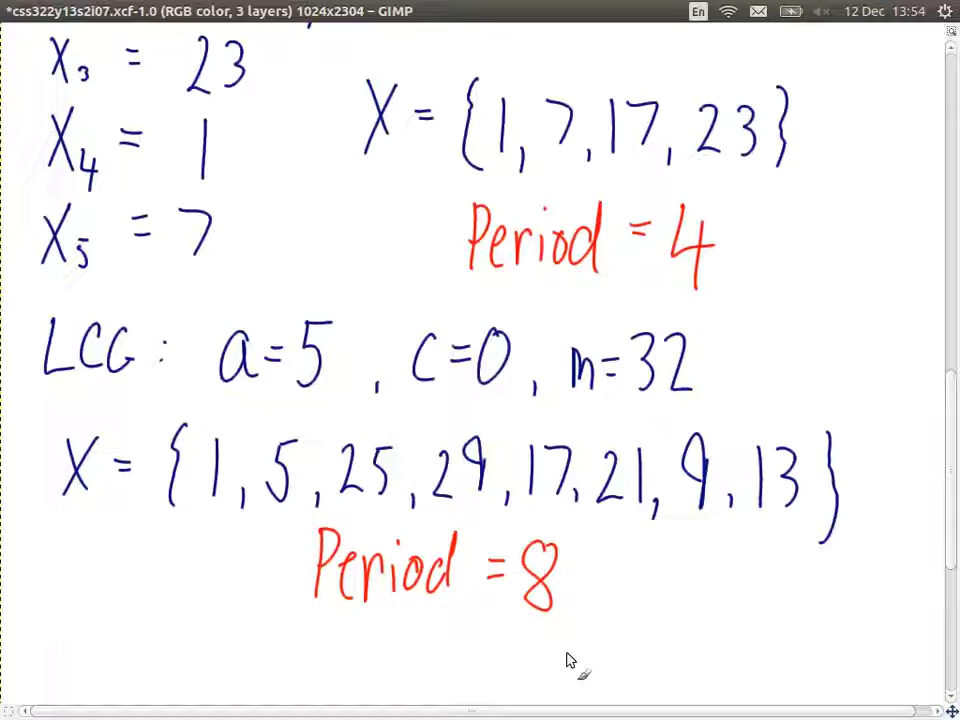 *css322y13s2i07.xcf-1.0 (RGB color, 3 layers) 1024x2304 – GIMP En 12 Dec 13:54
X3 = 23
X = {1, 7, 17, 23}
X4 = 1
X5 = 7
Period = 4
LCG: a=5, c=0, m=32
X = {1, 5, 25, 29, 17, 21, 9, 13}
Period = 8